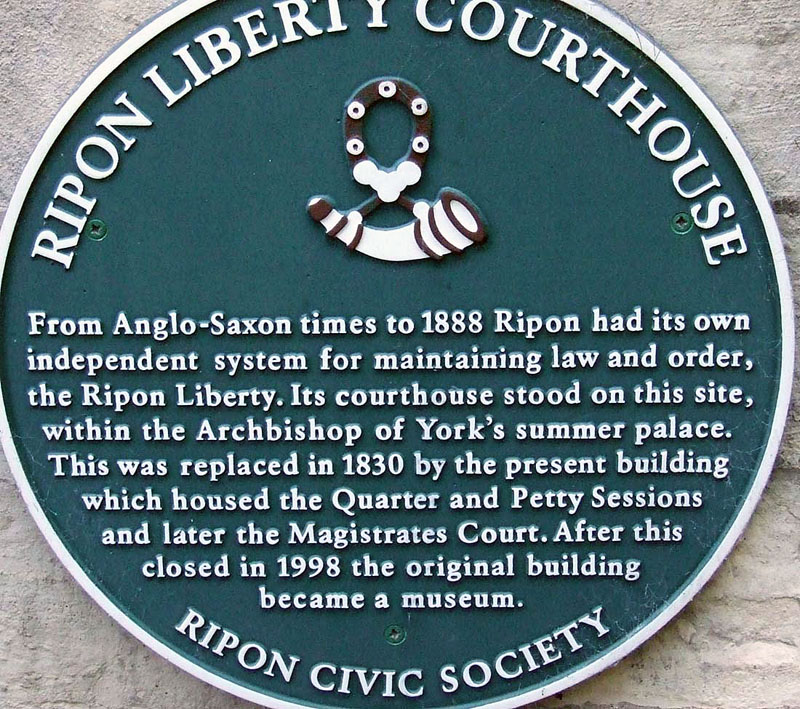 RIPON LIBERTY COURTHOUSE
From Anglo-Saxon times to 1888 Ripon had its own
independent system for maintaining law and order,
the Ripon Liberty. Its courthouse stood on this site,
within the Archbishop of York's summer palace.
This was replaced in 1830 by the present building
which housed the Quarter and Petty Sessions
and later the Magistrates Court. After this
closed in 1998 the original building
became a museum.
RIPON CIVIC SOCIETY